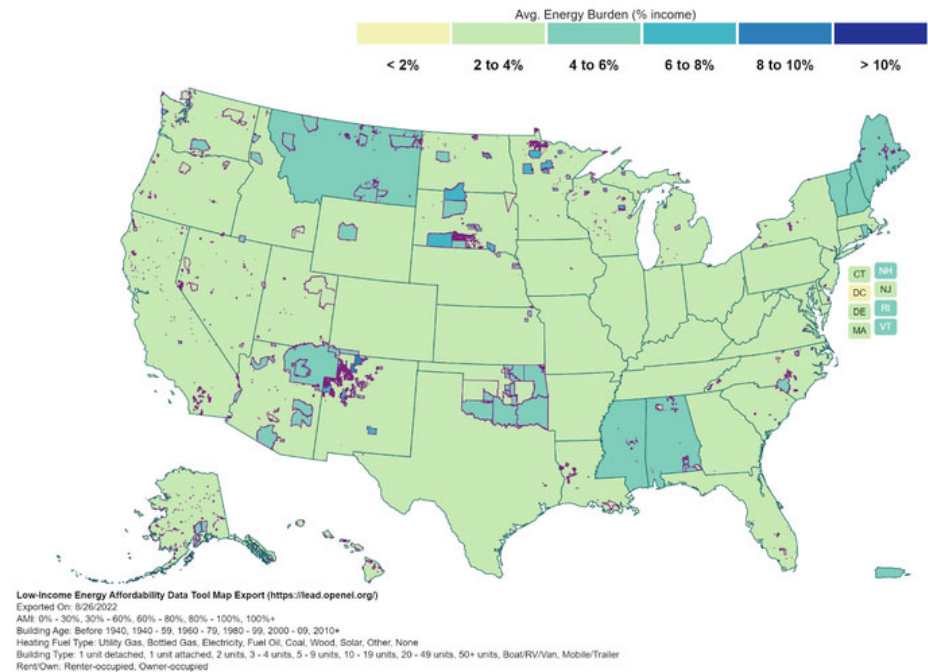 Avg. Energy Burden (% income)
< 2% 2 to 4% 4 to 6% 6 to 8% 8 to 10% > 10%
CT NH
DC NJ
DE RI
MA VT
Low-Income Energy Affordability Data Tool Map Export (https://lead.openei.org/)
Exported On: 8/26/2022
AMI: 0% - 30%, 30% - 60%, 60% - 80%, 80% - 100%, 100%+
Building Age: Before 1940, 1940 - 59, 1960 - 79, 1980 - 99, 2000 - 09, 2010+
Heating Fuel Type: Utility Gas, Bottled Gas, Electricity, Fuel Oil, Coal, Wood, Solar, Other, None
Building Type: 1 unit detached, 1 unit attached, 2 units, 3 - 4 units, 5 - 9 units, 10 - 19 units, 20 - 49 units, 50+ units, Boat/RV/Van, Mobile/Trailer
Rent/Own: Renter-occupied, Owner-occupied